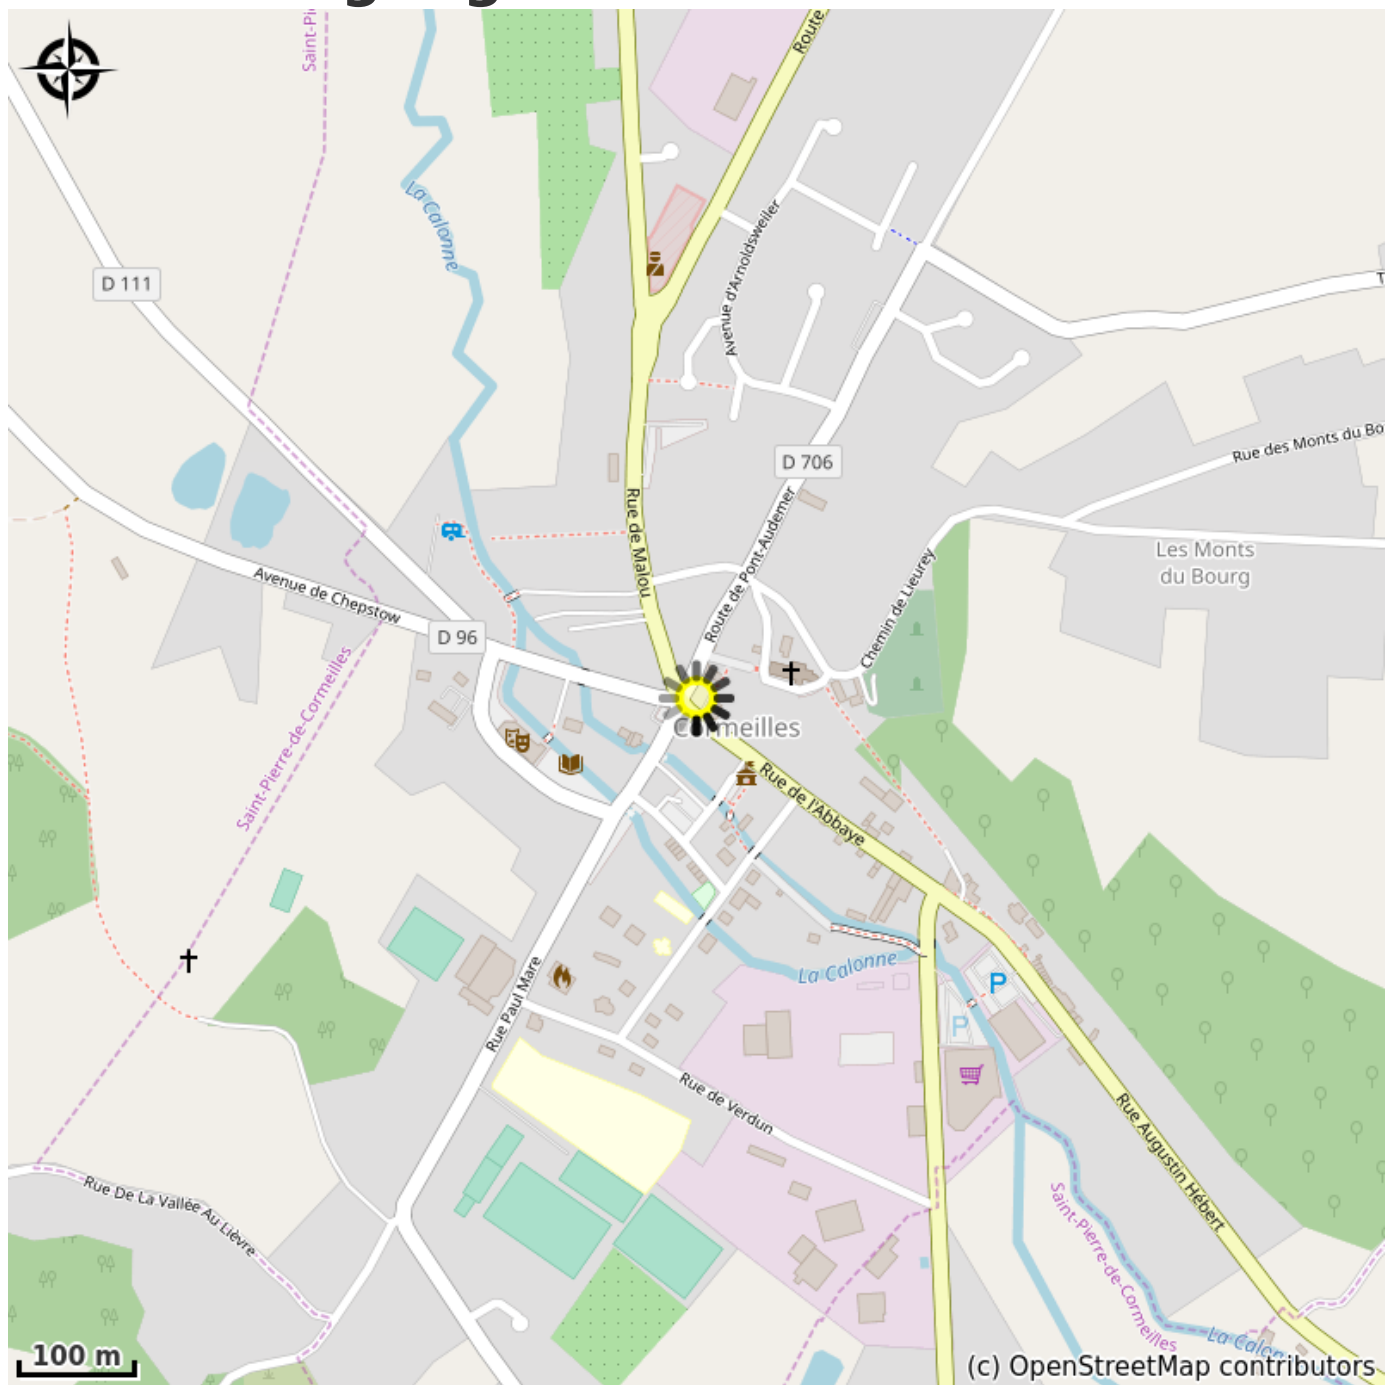 Saint-Pi
Route
La Calonne
D 111
Avenue d'Arnoldsweiler
T
Rue des Monts du Bo
D 706
Rue de Malou
Route de Pont-Audemer
Les Monts
du Bourg
Chemin de Lieurey
Avenue de Chepstow
D 96
Saint-Pierre-de-Cormeilles
Cormeilles
Rue de l'Abbaye
La Calonne
P
P
Rue Paul Mare
Rue de Verdun
Rue Augustin Hébert
Rue De La Vallée Au Lièvre
Saint-Pierre-de-Cormeilles
La Calon
100 m
(c) OpenStreetMap contributors